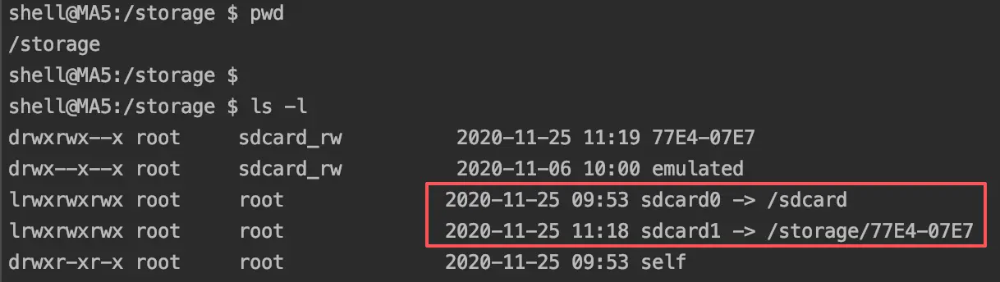 shell@MA5:/storage $ pwd
/storage
shell@MA5:/storage $
shell@MA5:/storage $ ls -l
drwxrwx--x root     sdcard_rw          2020-11-25 11:19 77E4-07E7
drwx--x--x root     sdcard_rw          2020-11-06 10:00 emulated
lrwxrwxrwx root     root              2020-11-25 09:53 sdcard0 -> /sdcard
lrwxrwxrwx root     root              2020-11-25 11:18 sdcard1 -> /storage/77E4-07E7
drwxr-xr-x root     root              2020-11-25 09:53 self